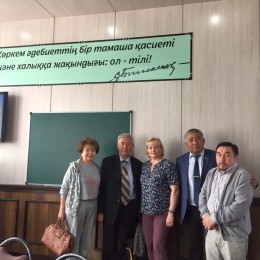 Көркем әдебиеттің бір тамаша қасиеті
және халыққа жақындығы: ол - тілі!